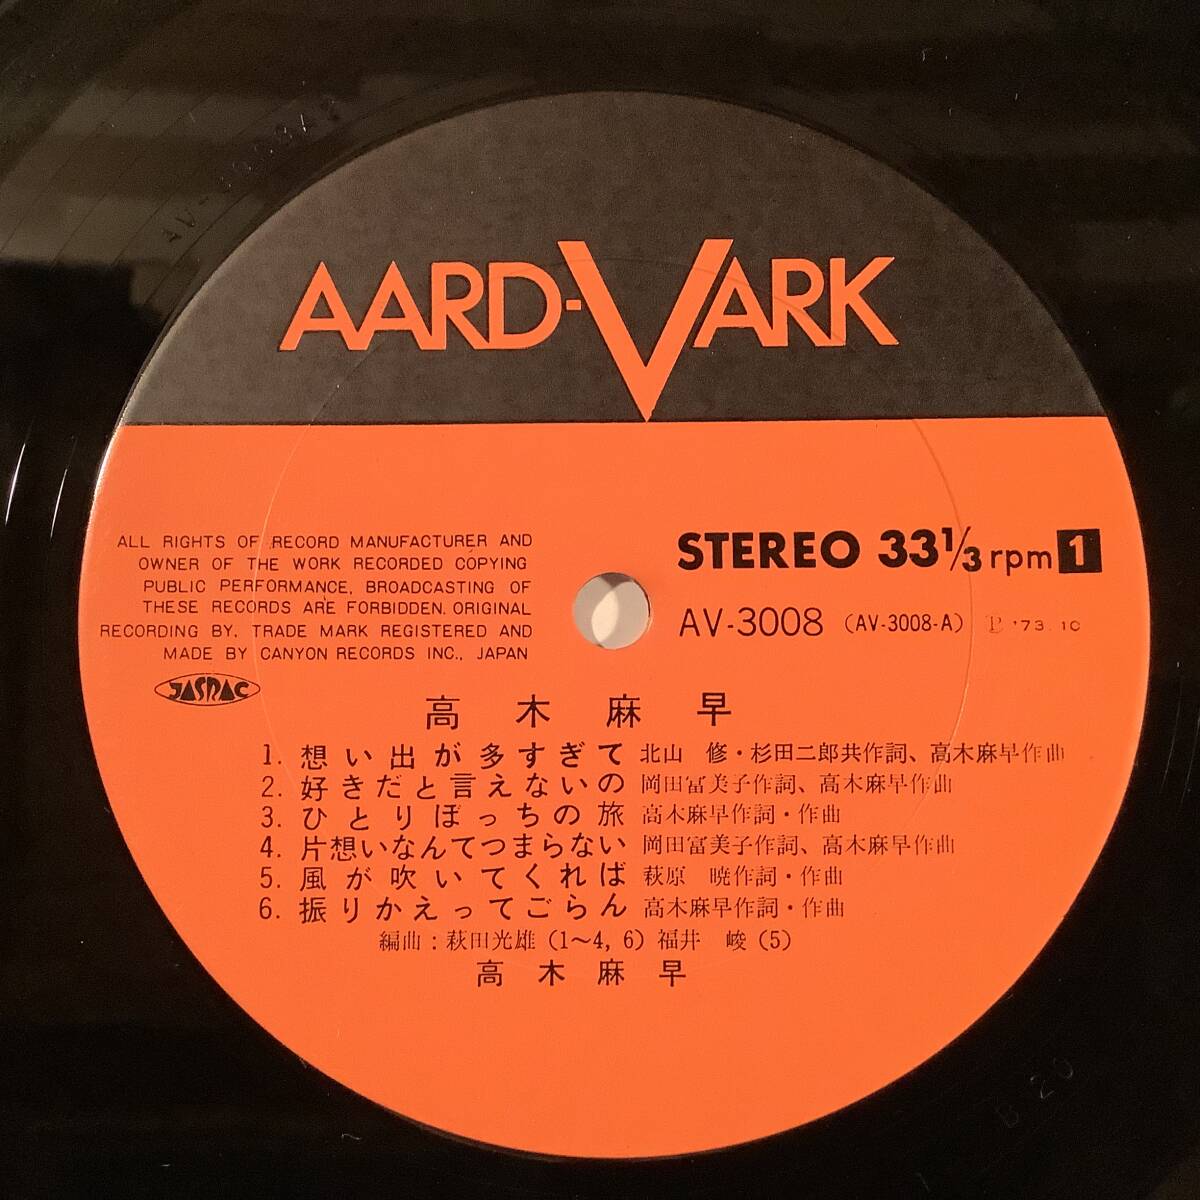 AARD-VARK
ALL RIGHTS OF RECORD MANUFACTURER AND
OWNER OF THE WORK RECORDED COPYING
PUBLIC PERFORMANCE, BROADCASTING OF
THESE RECORDS ARE FORBIDDEN. ORIGINAL
RECORDING BY. TRADE MARK REGISTERED AND
MADE BY CANYON RECORDS INC., JAPAN
JASRAC
STEREO 33⅓ rpm 1
AV-3008 (AV-3008-A) Ⓟ '73.10
高木麻早
1. 想い出が多すぎて 北山 修・杉田二郎共作詞、高木麻早作曲
2. 好きだと言えないの 岡田冨美子作詞、高木麻早作曲
3. ひとりぼっちの旅 高木麻早作詞・作曲
4. 片想いなんてつまらない 岡田冨美子作詞、高木麻早作曲
5. 風が吹いてくれば 萩原 暁作詞・作曲
6. 振りかえってごらん 高木麻早作詞・作曲
編曲：萩田光雄 (1〜4, 6) 福井 峻 (5)
高木麻早
B 20